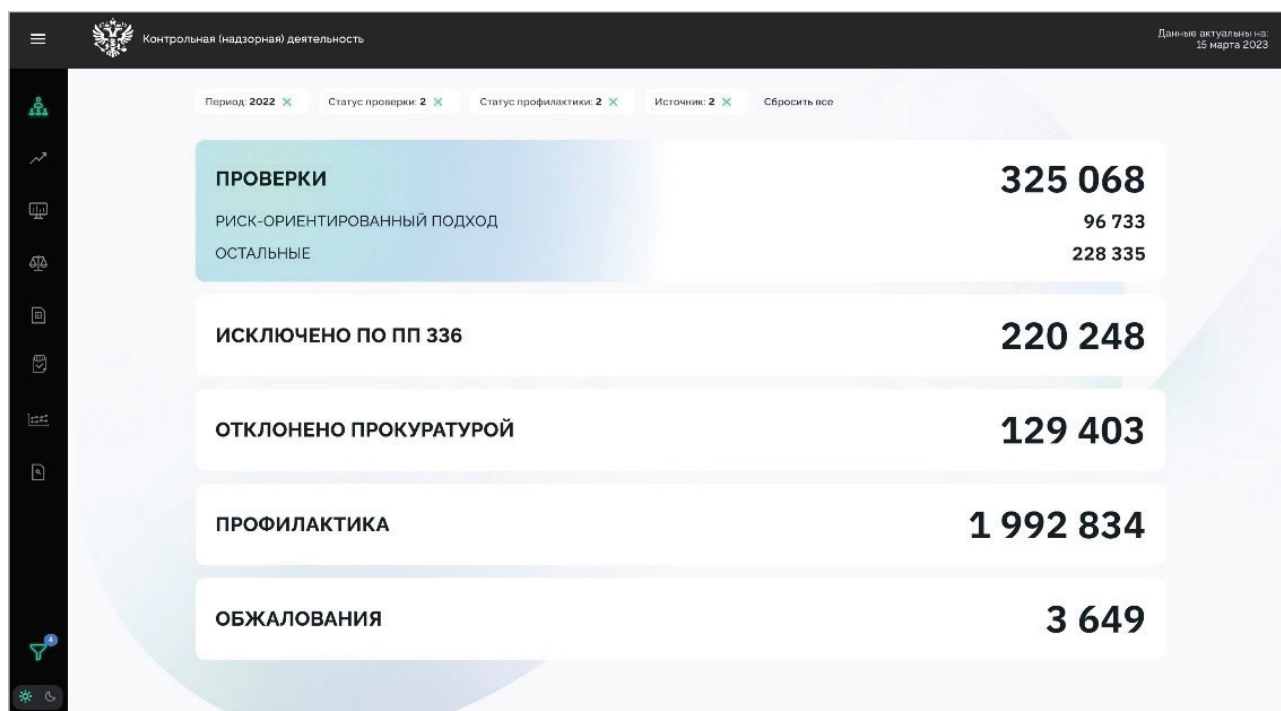 Контрольная (надзорная) деятельность
Данные актуальны на:
15 марта 2023
Период: 2022 Статус проверки: 2 Статус профилактики: 2 Источник: 2 Сбросить все
ПРОВЕРКИ 325 068
РИСК-ОРИЕНТИРОВАННЫЙ ПОДХОД 96 733
ОСТАЛЬНЫЕ 228 335
ИСКЛЮЧЕНО ПО ПП 336 220 248
ОТКЛОНЕНО ПРОКУРАТУРОЙ 129 403
ПРОФИЛАКТИКА 1 992 834
ОБЖАЛОВАНИЯ 3 649
4